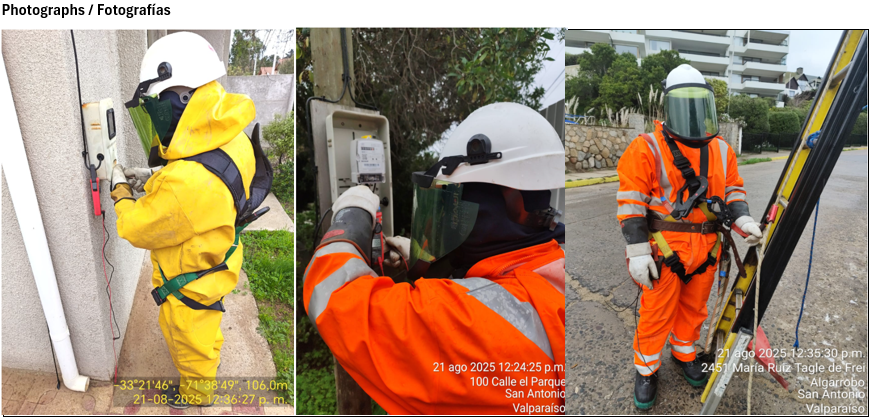 Photographs / Fotografías
-33°21'46", -71°38'49", 106,0m
21-08-2025 12:36:27 p. m.
21 ago 2025 12:24:25 p.m.
100 Calle el Parque
San Antonio
Valparaíso
21 ago 2025 12:35:30 p.m.
2451 María Ruiz Tagle de Frei
Algarrobo
San Antonio
Valparaíso